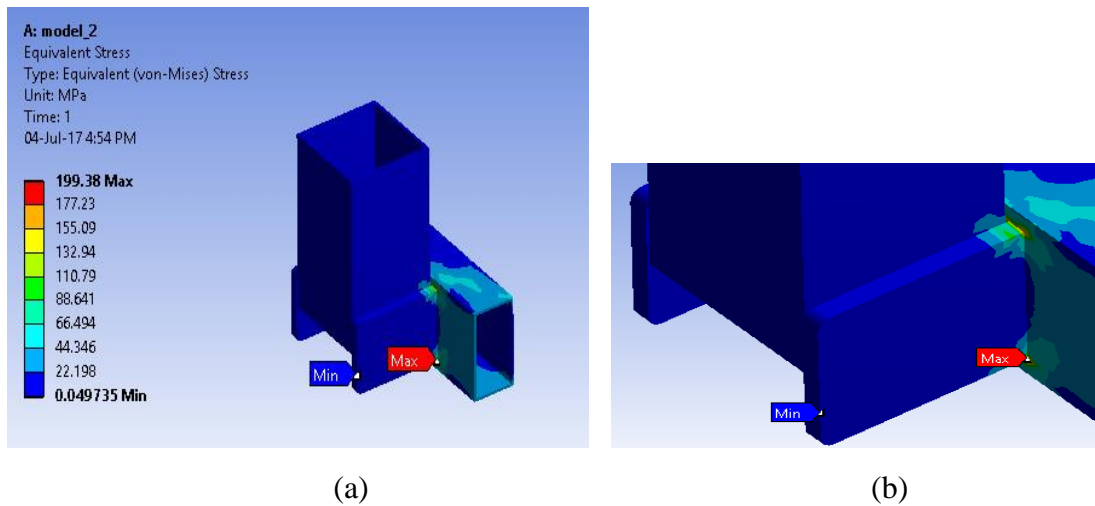 A: model_2
Equivalent Stress
Type: Equivalent (von-Mises) Stress
Unit: MPa
Time: 1
04-Jul-17 4:54 PM
199.38 Max
177.23
155.09
132.94
110.79
88.641
66.494
44.346
22.198
0.049735 Min
Min
Max
Max
Min
(a)
(b)